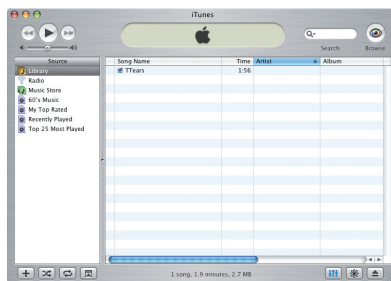 iTunes
Search
Browse
Source
Library
Radio
Music Store
60's Music
My Top Rated
Recently Played
Top 25 Most Played
Song Name Time Artist Album
TTears 1:56
1 song, 1.9 minutes, 2.7 MB